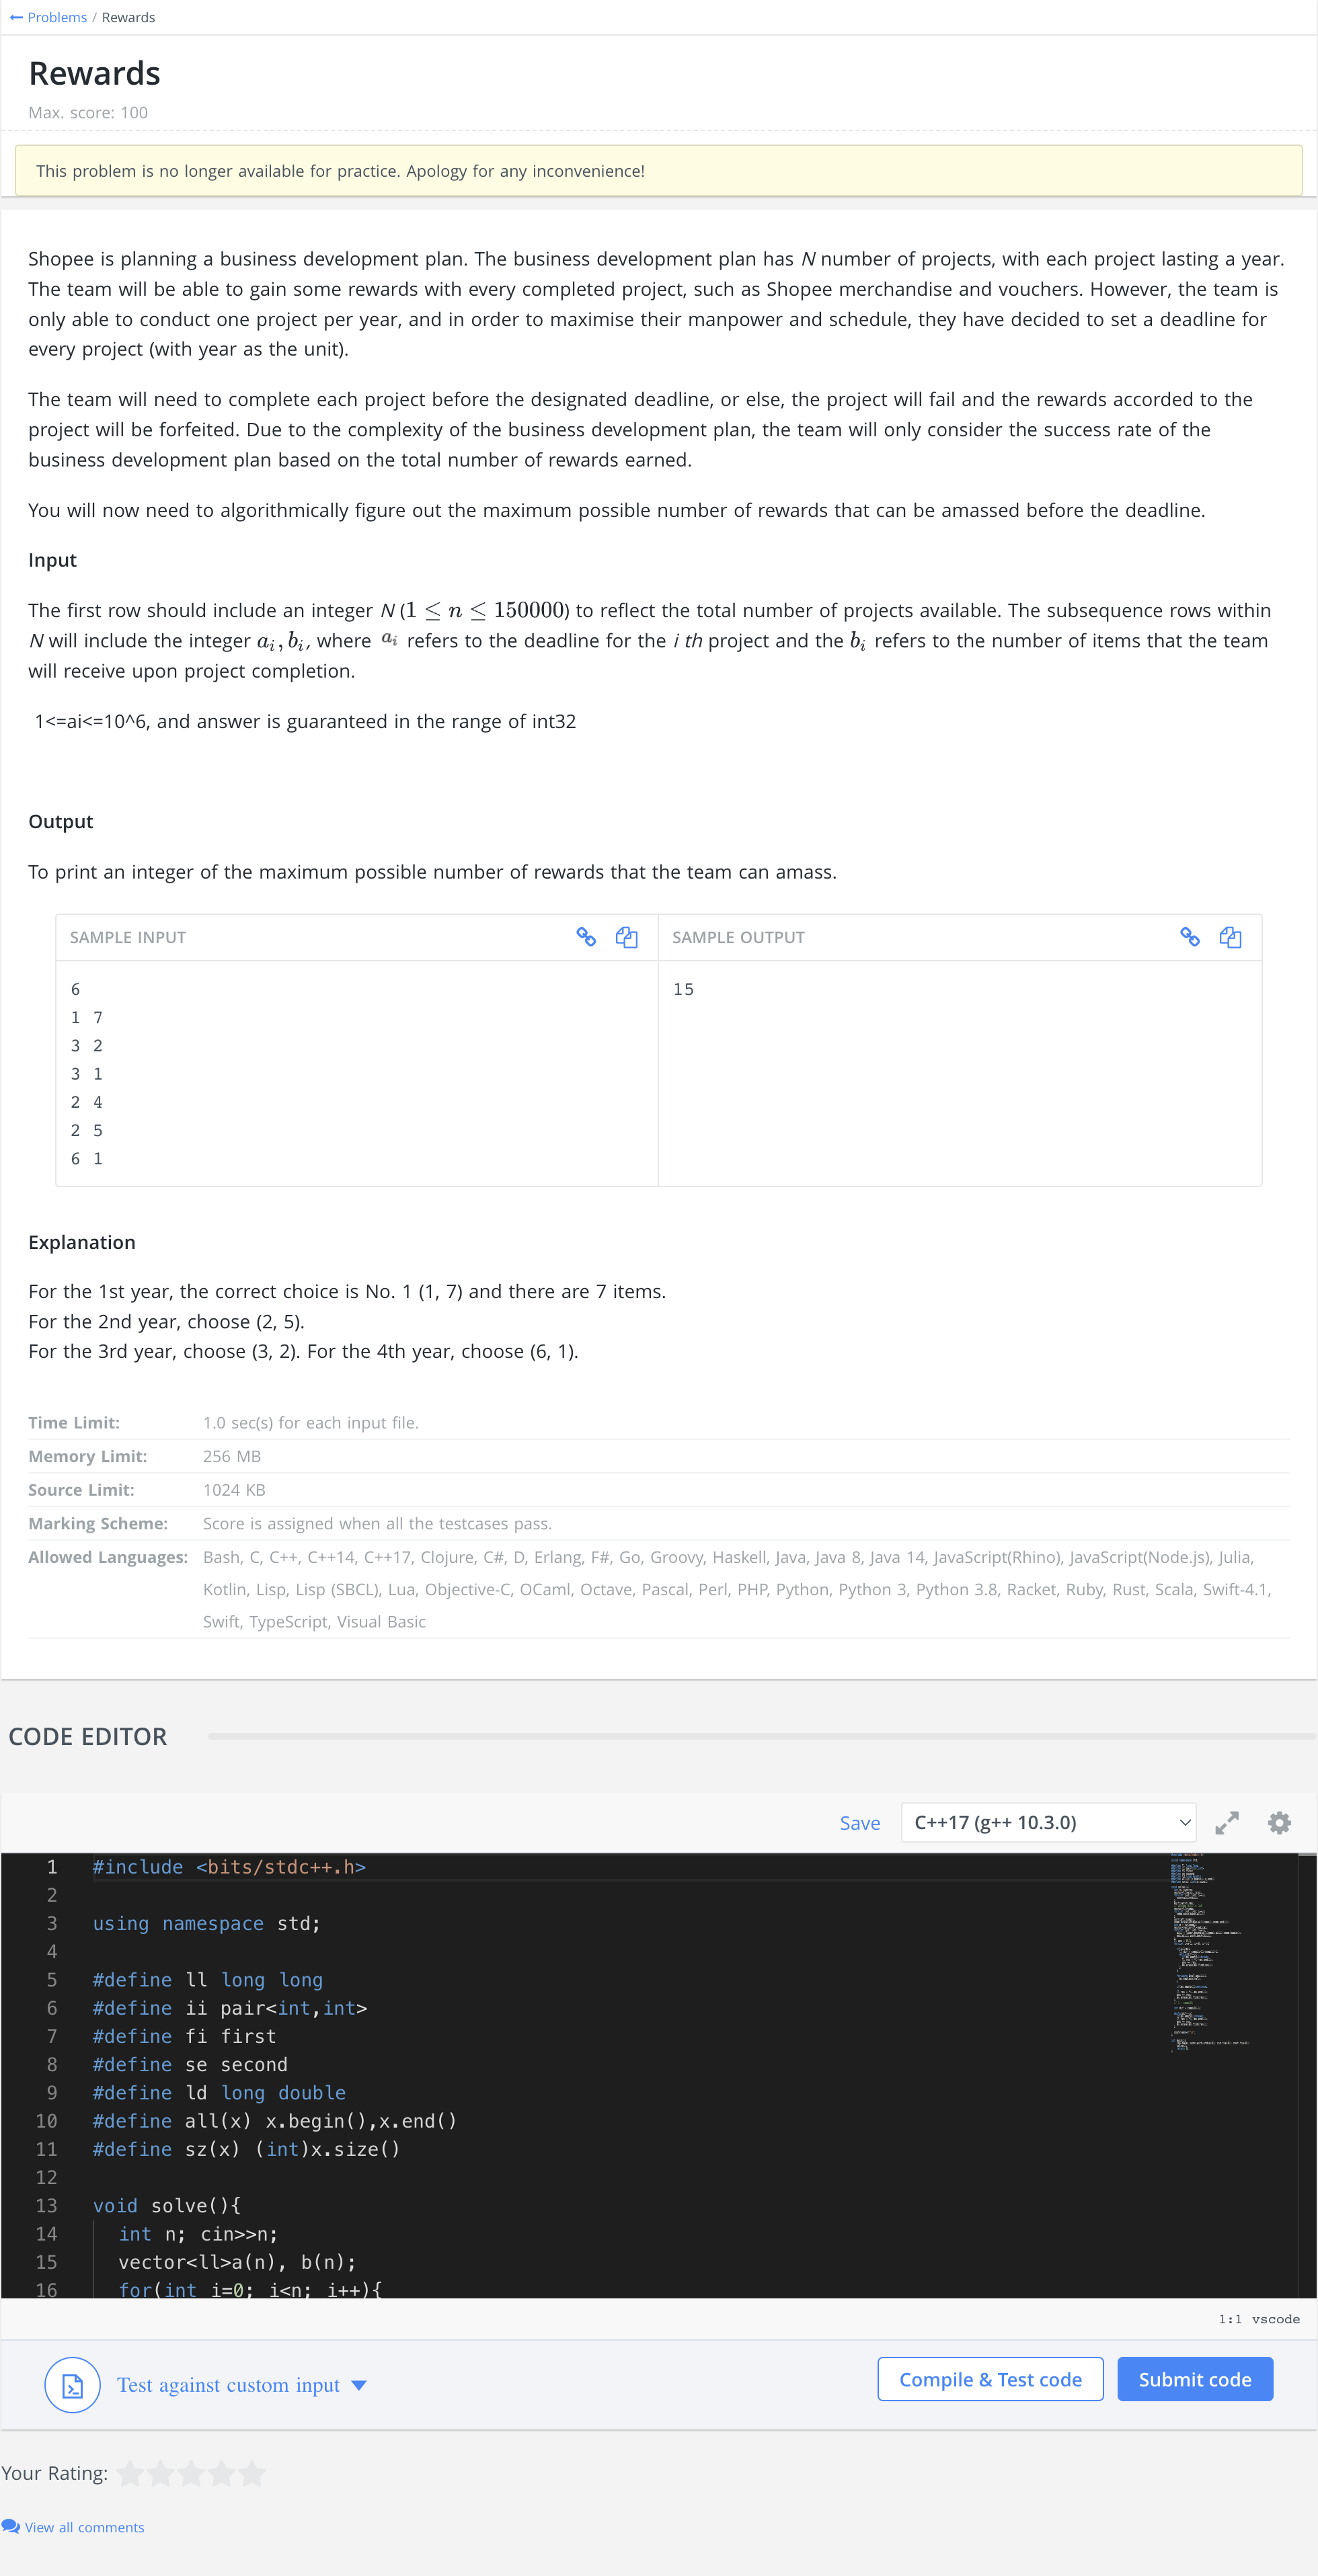 ← Problems / Rewards
Rewards
Max. score: 100
This problem is no longer available for practice. Apology for any inconvenience!
Shopee is planning a business development plan. The business development plan has N number of projects, with each project lasting a year.
The team will be able to gain some rewards with every completed project, such as Shopee merchandise and vouchers. However, the team is
only able to conduct one project per year, and in order to maximise their manpower and schedule, they have decided to set a deadline for
every project (with year as the unit).
The team will need to complete each project before the designated deadline, or else, the project will fail and the rewards accorded to the
project will be forfeited. Due to the complexity of the business development plan, the team will only consider the success rate of the
business development plan based on the total number of rewards earned.
You will now need to algorithmically figure out the maximum possible number of rewards that can be amassed before the deadline.
Input
The first row should include an integer N (1 ≤ n ≤ 150000) to reflect the total number of projects available. The subsequent rows within
N will include the integer a_i, b_i, where a_i refers to the deadline for the i th project and the b_i refers to the number of items that the team
will receive upon project completion.
1<=ai<=10^6, and answer is guaranteed in the range of int32
Output
To print an integer of the maximum possible number of rewards that the team can amass.
SAMPLE INPUT
6
1 7
3 2
3 1
2 4
2 5
6 1
SAMPLE OUTPUT
15
Explanation
For the 1st year, the correct choice is No. 1 (1, 7) and there are 7 items.
For the 2nd year, choose (2, 5).
For the 3rd year, choose (3, 2). For the 4th year, choose (6, 1).
Time Limit: 1.0 sec(s) for each input file.
Memory Limit: 256 MB
Source Limit: 1024 KB
Marking Scheme: Score is assigned when all the testcases pass.
Allowed Languages: Bash, C, C++, C++14, C++17, Clojure, C#, D, Erlang, F#, Go, Groovy, Haskell, Java, Java 8, Java 14, JavaScript(Rhino), JavaScript(Node.js), Julia,
Kotlin, Lisp, Lisp (SBCL), Lua, Objective-C, OCaml, Octave, Pascal, Perl, PHP, Python, Python 3, Python 3.8, Racket, Ruby, Rust, Scala, Swift-4.1,
Swift, TypeScript, Visual Basic
CODE EDITOR
Save C++17 (g++ 10.3.0)
1 #include <bits/stdc++.h>
2
3 using namespace std;
4
5 #define ll long long
6 #define ii pair<int,int>
7 #define fi first
8 #define se second
9 #define ld long double
10 #define all(x) x.begin(),x.end()
11 #define sz(x) (int)x.size()
12
13 void solve(){
14 int n; cin>>n;
15 vector<ll>a(n), b(n);
16 for(int i=0; i<n; i++){
1:1 vscode
Test against custom input
Compile & Test code
Submit code
Your Rating:
View all comments